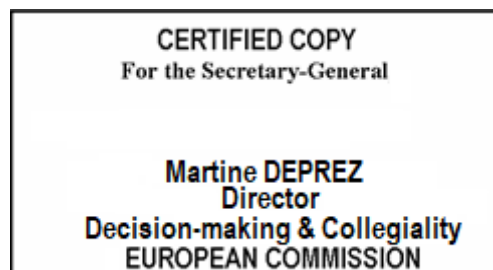 CERTIFIED COPY
For the Secretary-General
Martine DEPREZ
Director
Decision-making & Collegiality
EUROPEAN COMMISSION